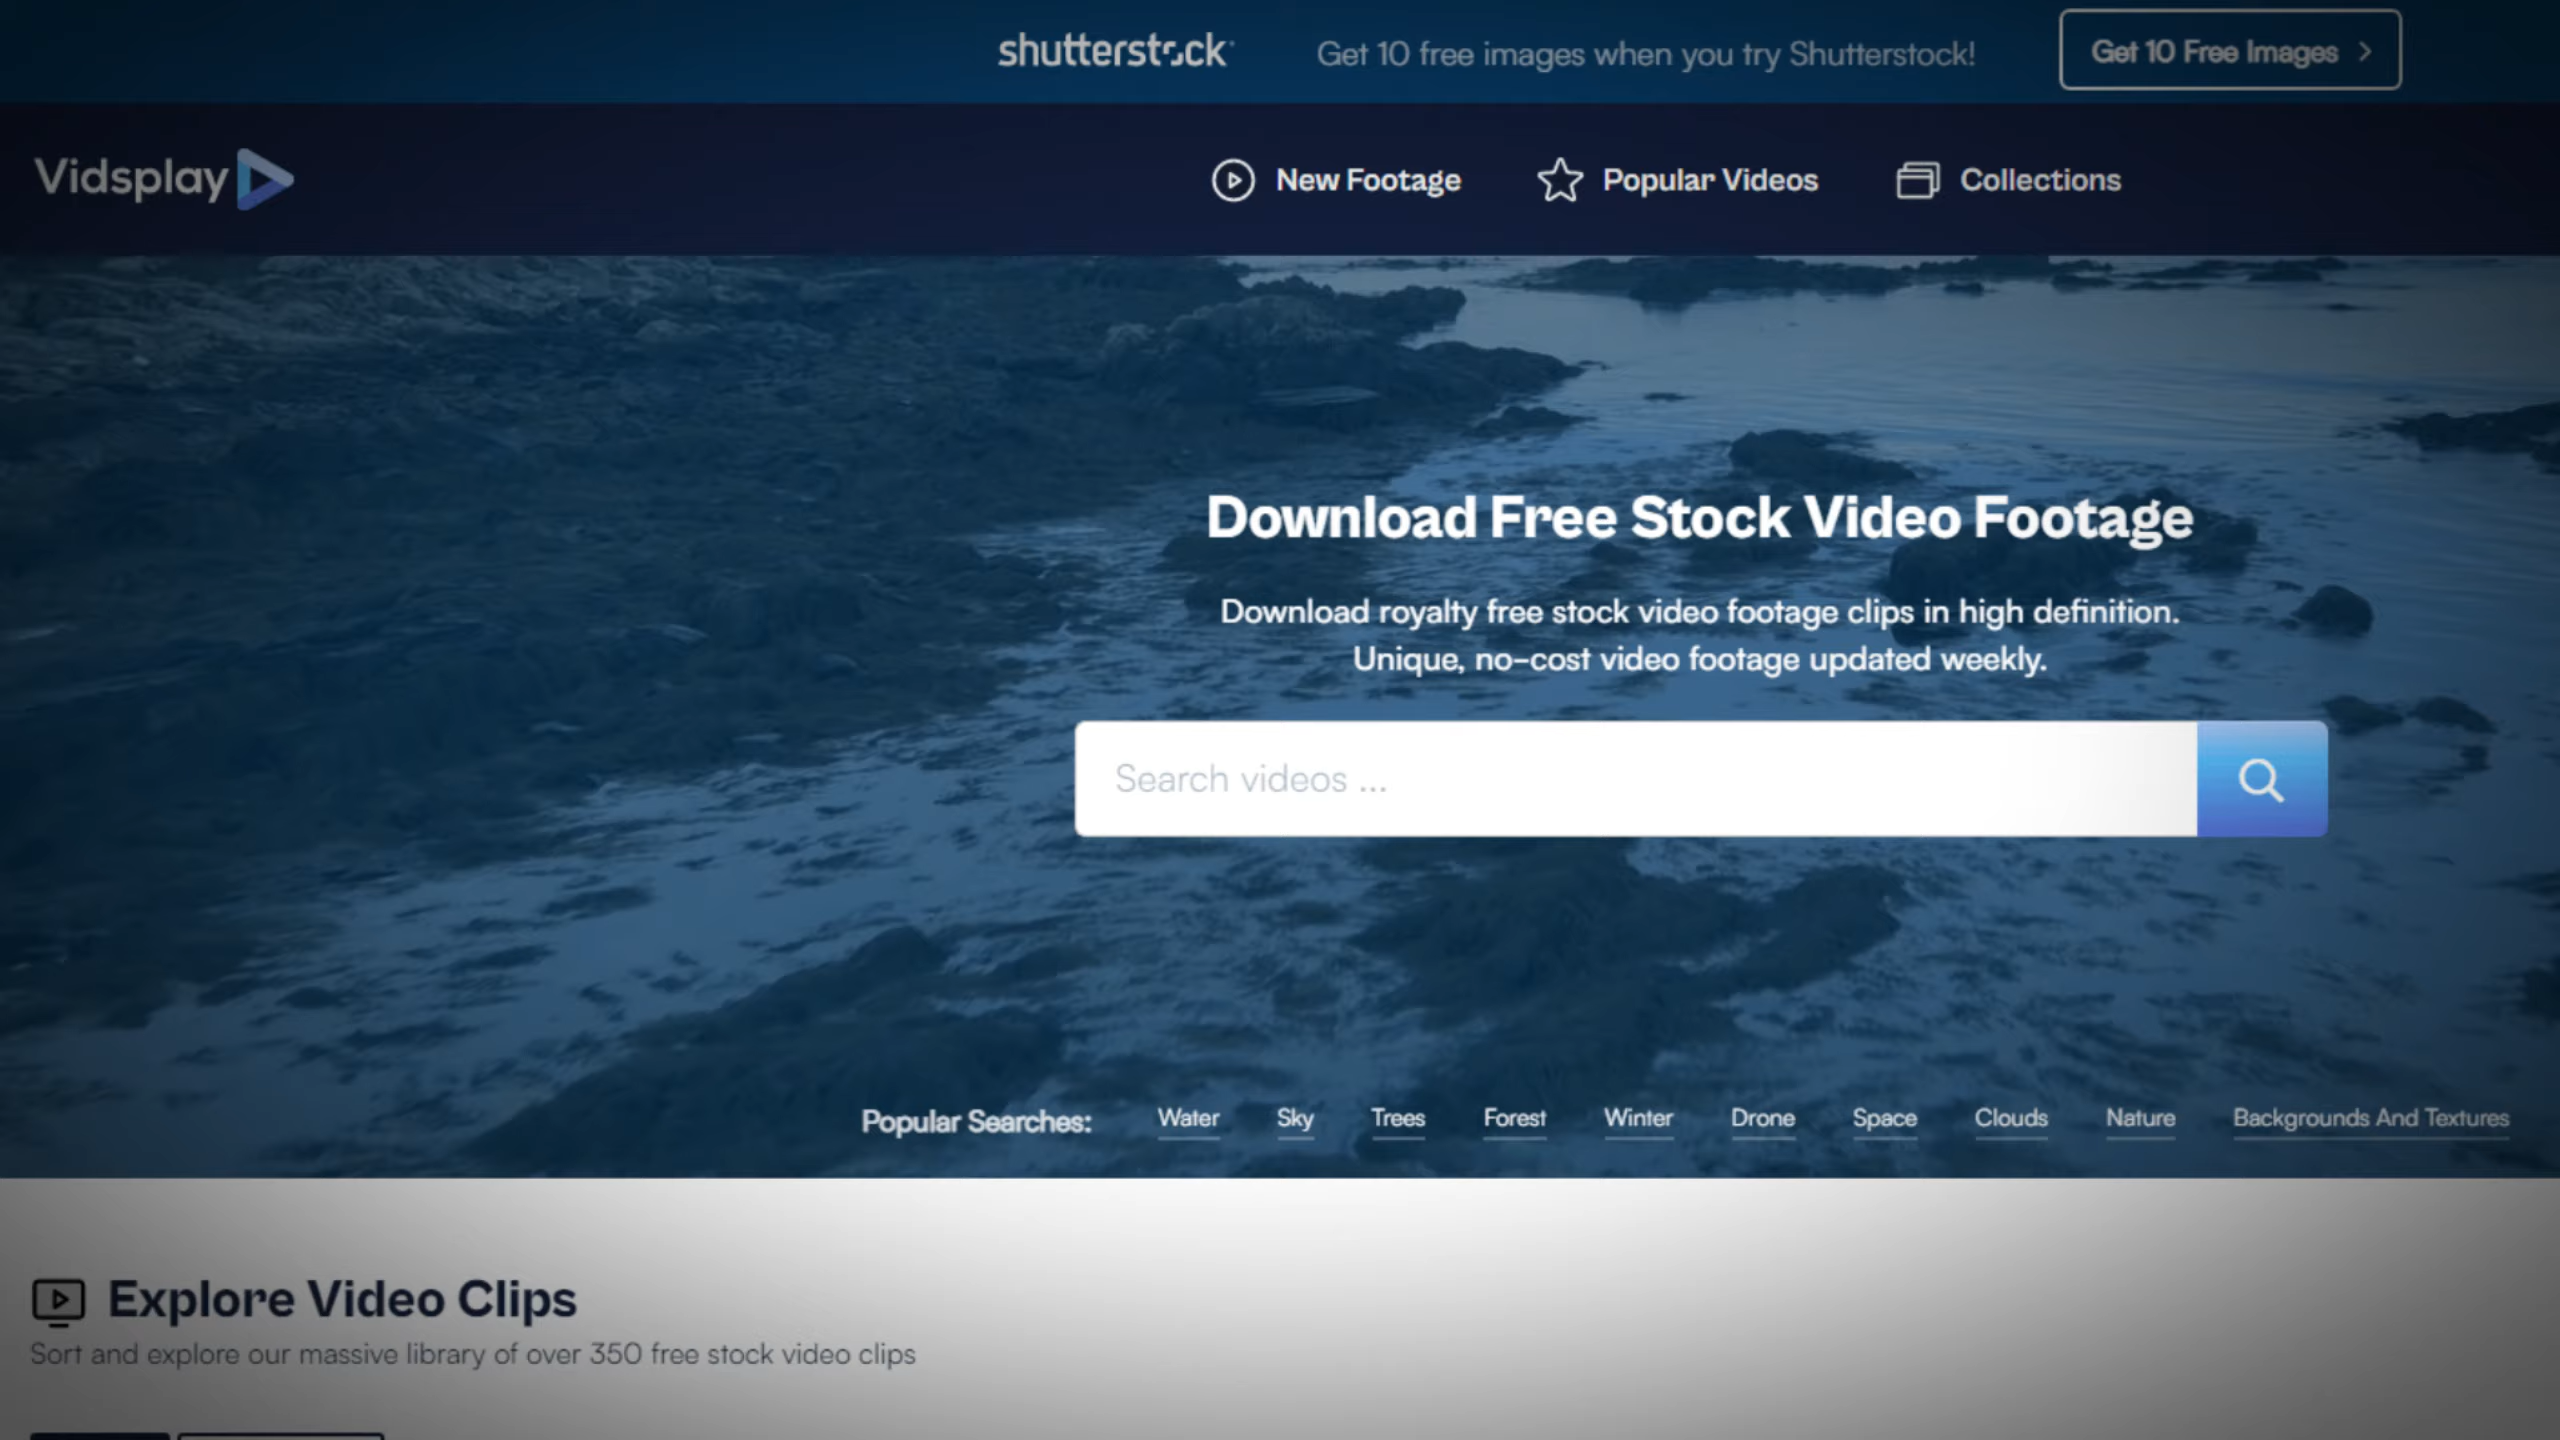 shutterstock
Get 10 free images when you try Shutterstock!
Get 10 Free Images
Vidsplay
New Footage
Popular Videos
Collections
Download Free Stock Video Footage
Download royalty free stock video footage clips in high definition.
Unique, no-cost video footage updated weekly.
Search videos ...
Popular Searches: Water Sky Trees Forest Winter Drone Space Clouds Nature Backgrounds And Textures
Explore Video Clips
Sort and explore our massive library of over 350 free stock video clips